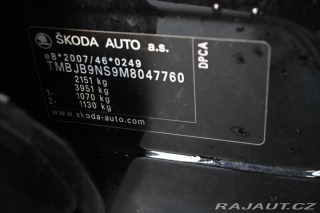 ŠKODA AUTO a.s.
e8*2007/46*0249
TMBJB9NS9M8047760
2151 kg
3951 kg
1- 1070 kg
2- 1130 kg
www.skoda-auto.com
DPCA
RAJAUT.CZ